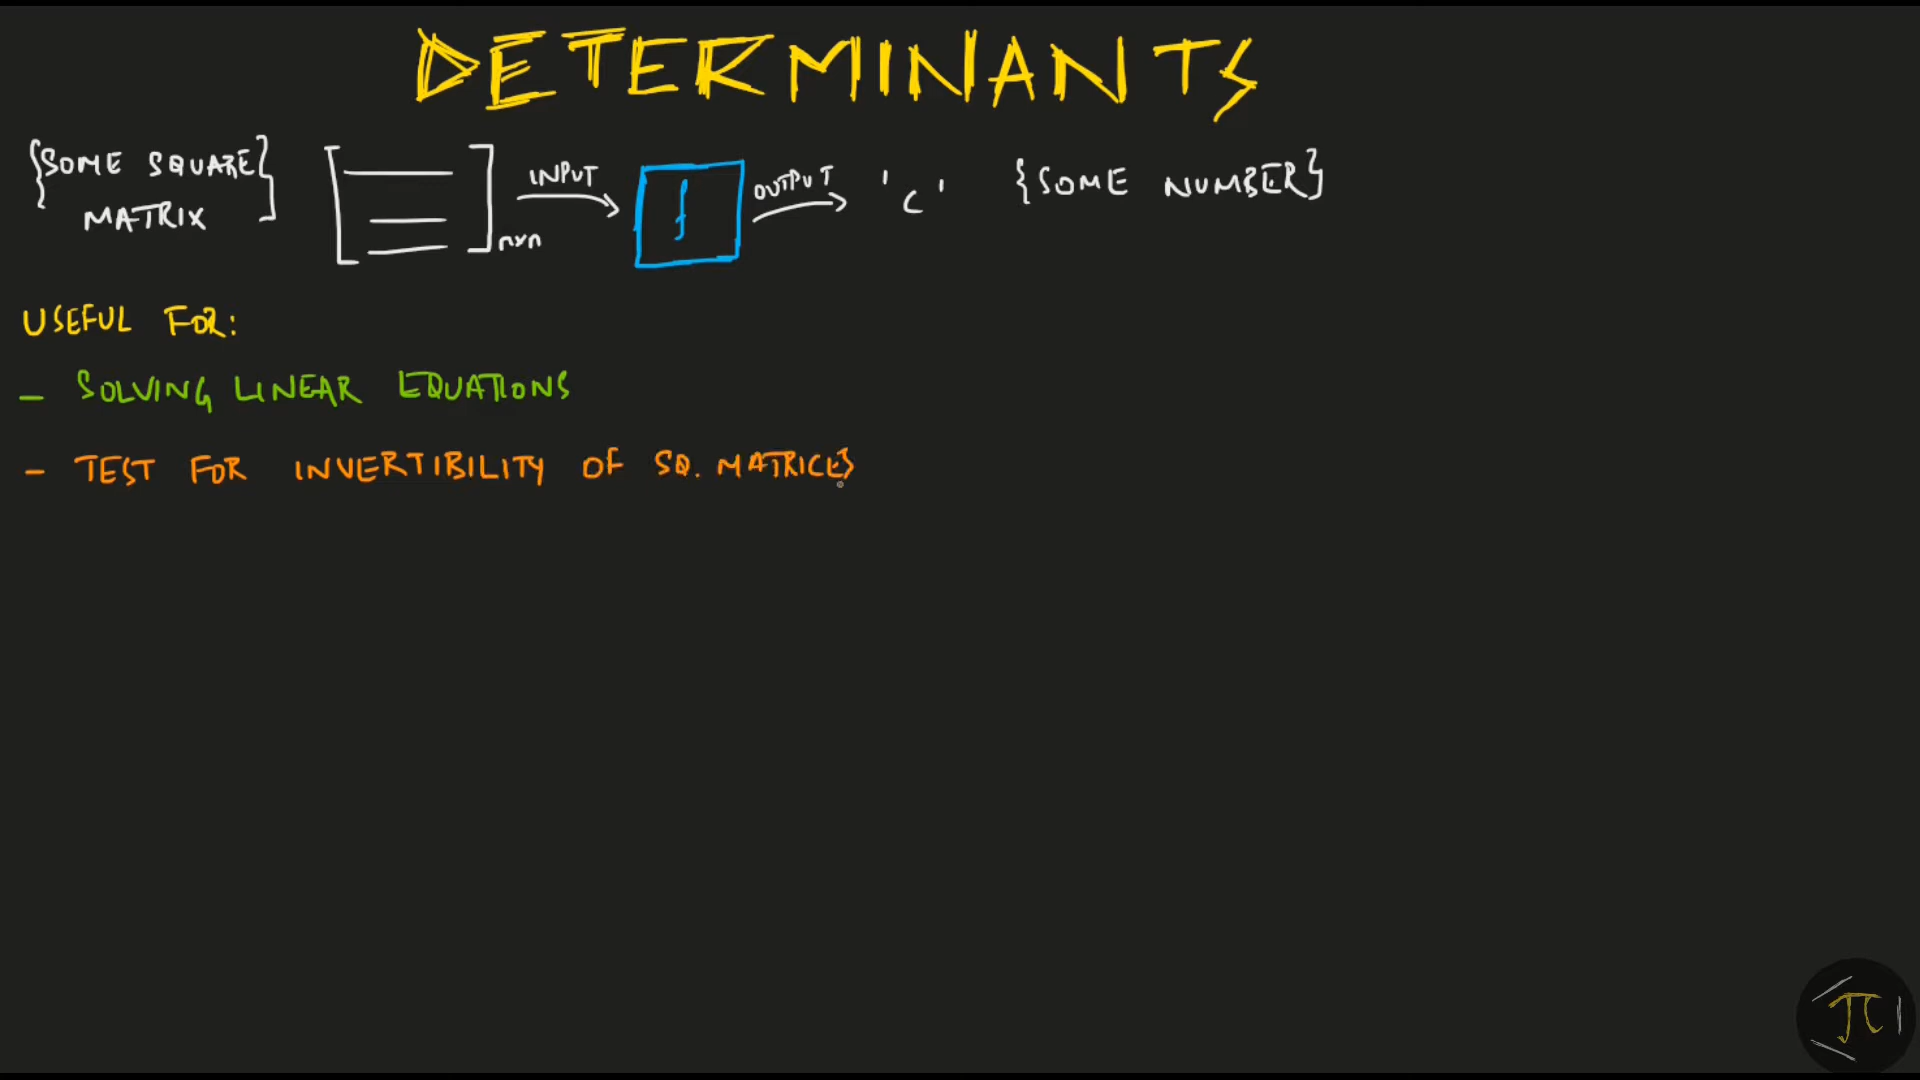 DETERMINANTS
{SOME SQUARE MATRIX} [ ]nxn INPUT f OUTPUT 'c' {SOME NUMBER}
USEFUL FOR:
- SOLVING LINEAR EQUATIONS
- TEST FOR INVERTIBILITY OF SQ. MATRICES
π